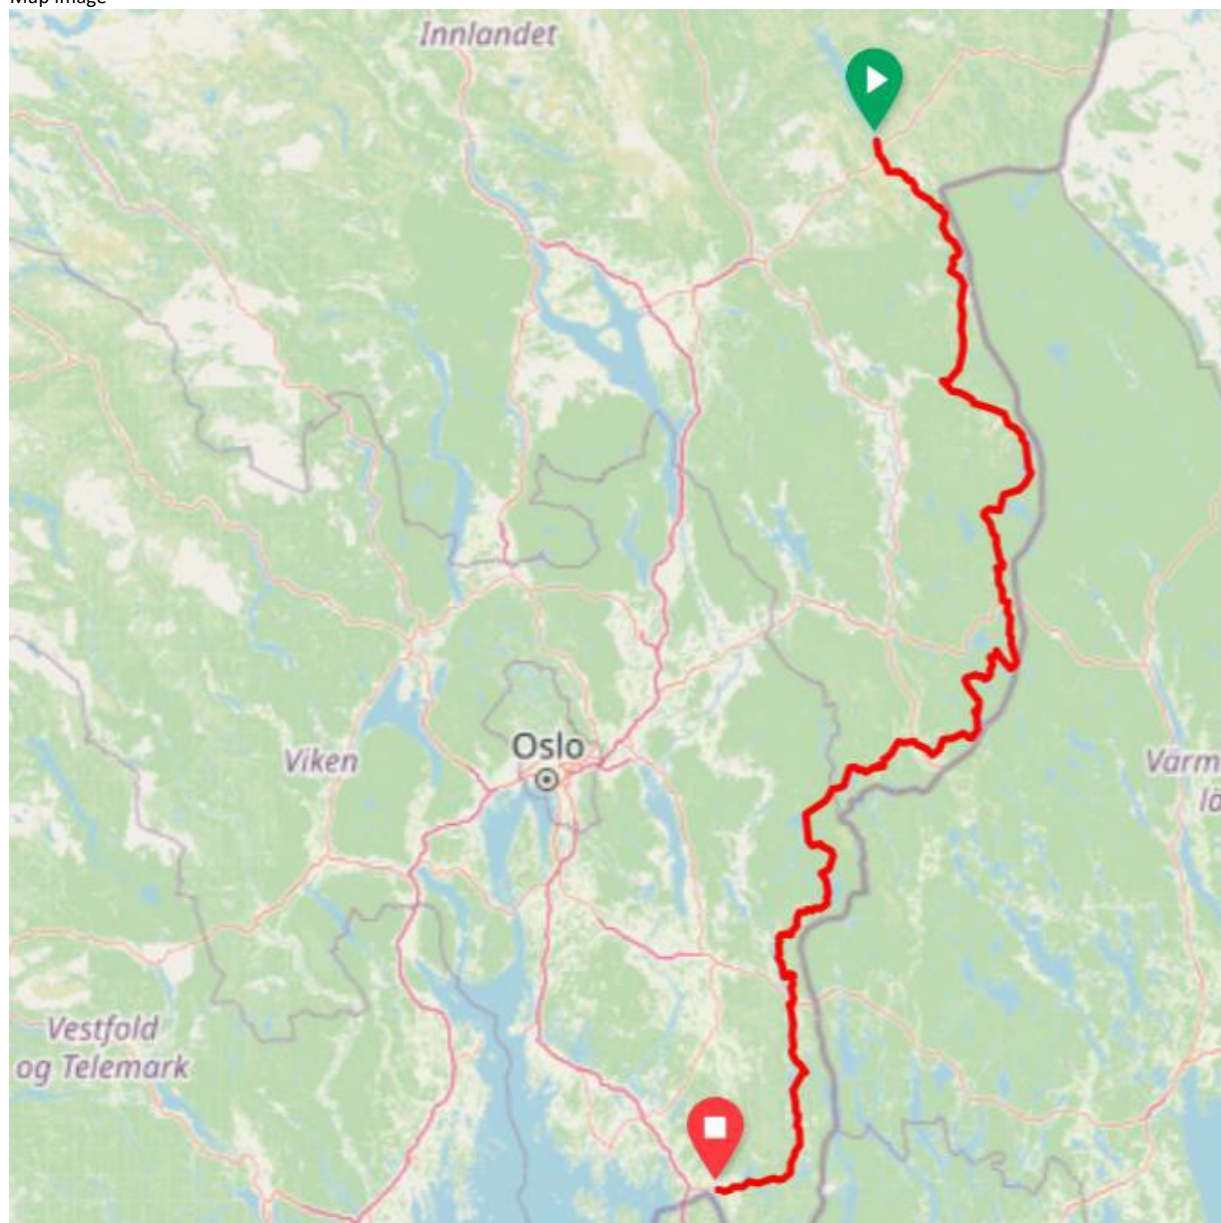 Map image
Innlandet
Oslo
Viken
Värm
lä
Vestfold
og Telemark